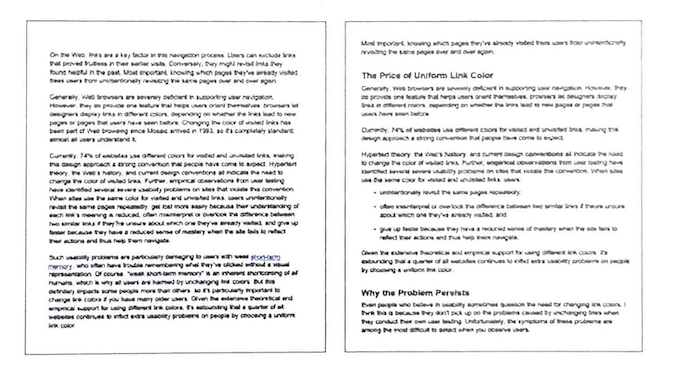 On the Web, links are a key factor in this navigation process. Users can exclude links
that proved fruitless in their earlier visits. Conversely, they might revisit links they
found helpful in the past. Most important, knowing which pages they've already visited
frees users from unintentionally revisiting the same pages over and over again.
Generally, Web browsers are severely deficient in supporting user navigation.
However, they do provide one feature that helps users orient themselves: browsers let
designers display links in different colors, depending on whether the links lead to new
pages or pages that users have seen before. Changing the color of visited links has
been part of Web browsing since Mosaic arrived in 1993, so it's completely standard;
almost all users understand it.
Currently, 74% of websites use different colors for visited and unvisited links, making
this design approach a strong convention that people have come to expect. Hypertext
theory, the Web's history, and current design conventions all indicate the need to
change the color of visited links. Further, empirical observations from user testing
have identified several severe usability problems on sites that violate this convention.
When sites use the same color for visited and unvisited links, users unintentionally
revisit the same pages repeatedly, get lost more easily because their understanding of
each link's meaning is reduced, often misinterpret or overlook the difference between
two similar links if they're unsure about which one they've already visited, and give up
faster because they have a reduced sense of mastery when the site fails to reflect
their actions and thus help them navigate.
Such usability problems are particularly damaging to users with weak short-term
memory, who often have trouble remembering what they've clicked without a visual
representation. Of course "weak short-term memory" is an inherent shortcoming of all
humans, which is why all users are harmed by unchanging link colors. But this
definitely impacts some people more than others, so it's particularly important to
change link colors if you have many older users. Given the extensive theoretical and
empirical support for using different link colors, it's astounding that a quarter of all
websites continues to inflict extra usability problems on people by choosing a uniform
link color
Most important, knowing which pages they've already visited frees users from unintentionally
revisiting the same pages over and over again.
The Price of Uniform Link Color
Generally, Web browsers are severely deficient in supporting user navigation. However, they
do provide one feature that helps users orient themselves: browsers let designers display
links in different colors, depending on whether the links lead to new pages or pages that
users have seen before
Currently, 74% of websites use different colors for visited and unvisited links, making this
design approach a strong convention that people have come to expect.
Hypertext theory, the Web's history, and current design conventions all indicate the need
to change the color of visited links. Further, empirical observations from user testing have
identified several severe usability problems on sites that violate this convention. When sites
use the same color for visited and unvisited links, users:
• unintentionally revisit the same pages repeatedly;
• often misinterpret or overlook the difference between two similar links if they're unsure
about which one they've already visited; and
• give up faster because they have a reduced sense of mastery when the site fails to
reflect their actions and thus help them navigate.
Given the extensive theoretical and empirical support for using different link colors, it's
astounding that a quarter of all websites continues to inflict extra usability problems on people
by choosing a uniform link color.
Why the Problem Persists
Even people who believe in usability sometimes question the need for changing link colors. I
think this is because they don't pick up on the problems caused by unchanging links when
they conduct their own user testing. Unfortunately, the symptoms of these problems are
among the most difficult to detect when you observe users.